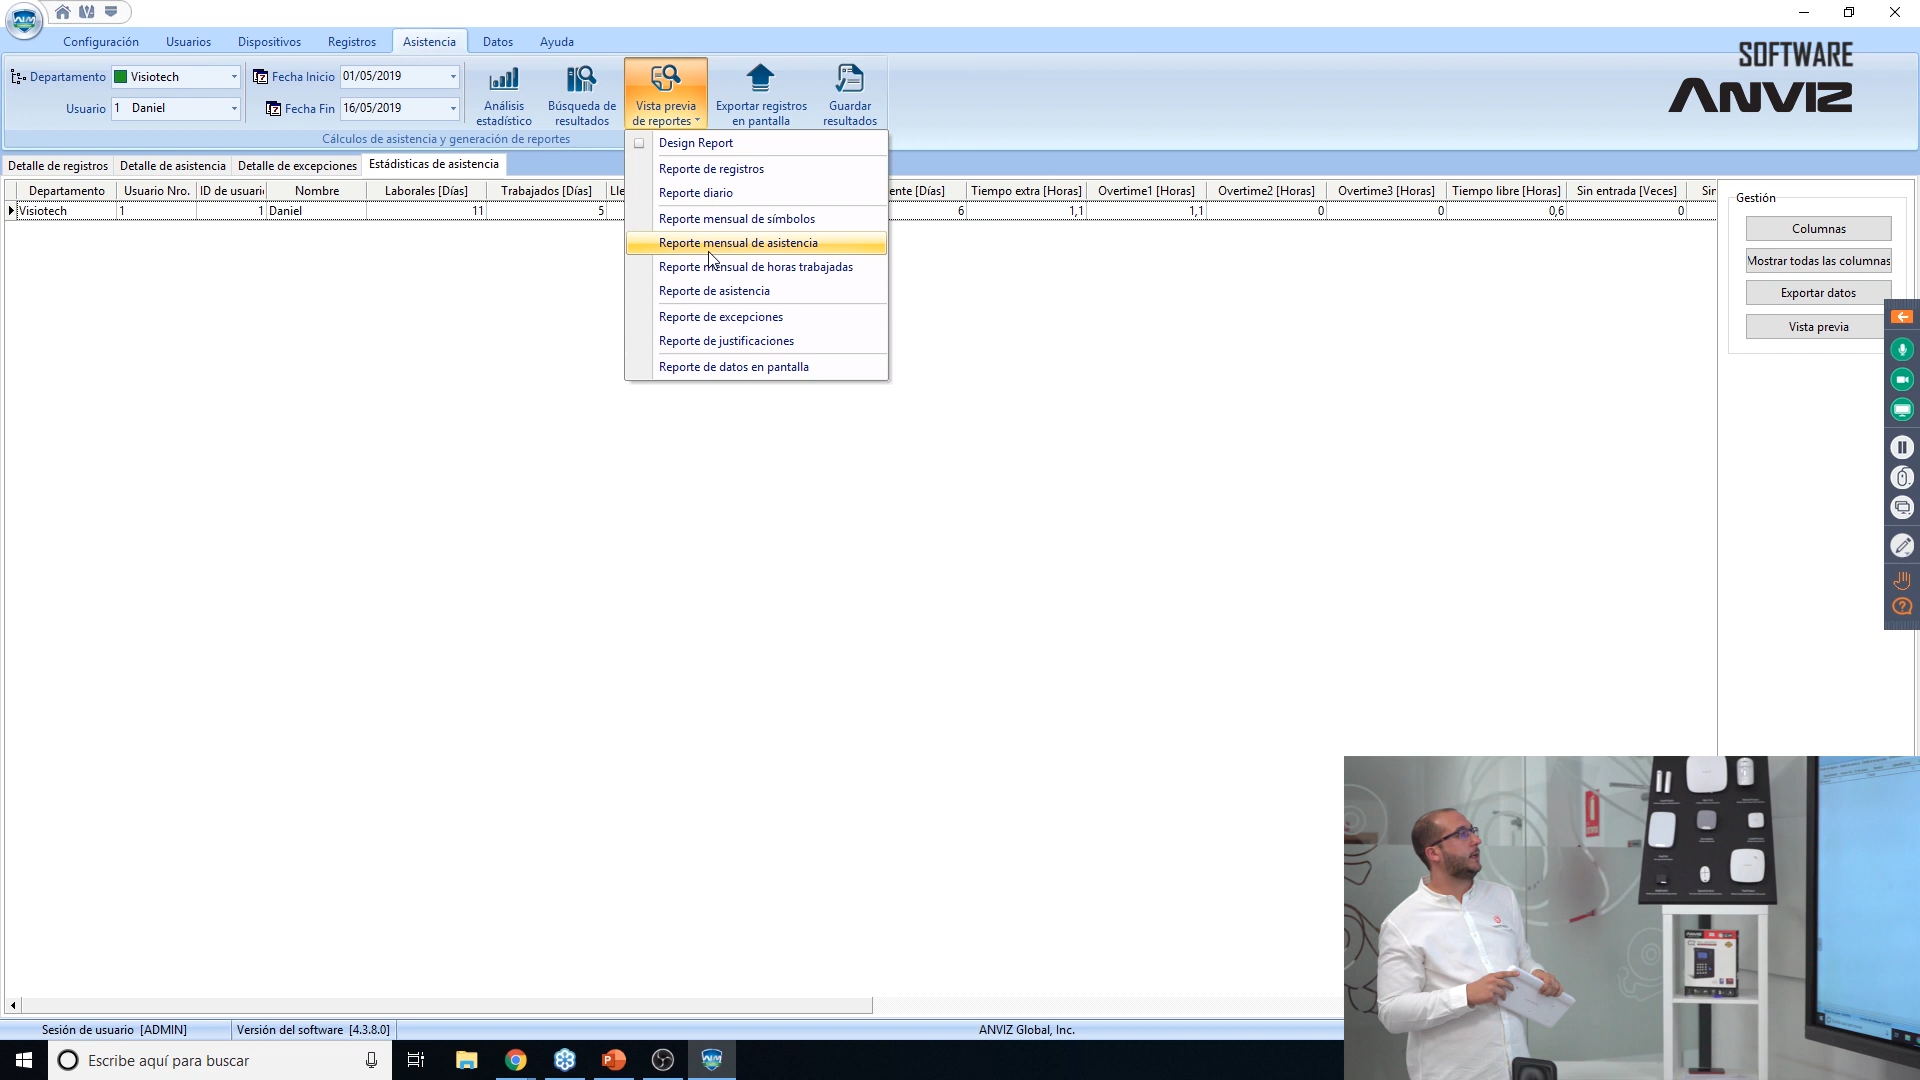 Configuración Usuarios Dispositivos Registros Asistencia Datos Ayuda
SOFTWARE
ANVIZ
Departamento Visiotech Fecha Inicio 01/05/2019
Usuario 1 Daniel Fecha Fin 16/05/2019
Análisis estadístico
Búsqueda de resultados
Vista previa de reportes
Exportar registros en pantalla
Guardar resultados
Cálculos de asistencia y generación de reportes
Detalle de registros Detalle de asistencia Detalle de excepciones Estádisticas de asistencia
Departamento Usuario Nro. ID de usuari Nombre Laborales [Días] Trabajados [Días] Lle ente [Días] Tiempo extra [Horas] Overtime1 [Horas] Overtime2 [Horas] Overtime3 [Horas] Tiempo libre [Horas] Sin entrada [Veces] Sir
Visiotech 1 1 Daniel 11 5 6 1,1 1,1 0 0 0,6 0
Design Report
Reporte de registros
Reporte diario
Reporte mensual de símbolos
Reporte mensual de asistencia
Reporte mensual de horas trabajadas
Reporte de asistencia
Reporte de excepciones
Reporte de justificaciones
Reporte de datos en pantalla
Gestión
Columnas
Mostrar todas las columnas
Exportar datos
Vista previa
Sesión de usuario [ADMIN] Versión del software [4.3.8.0] ANVIZ Global, Inc.
Escribe aquí para buscar